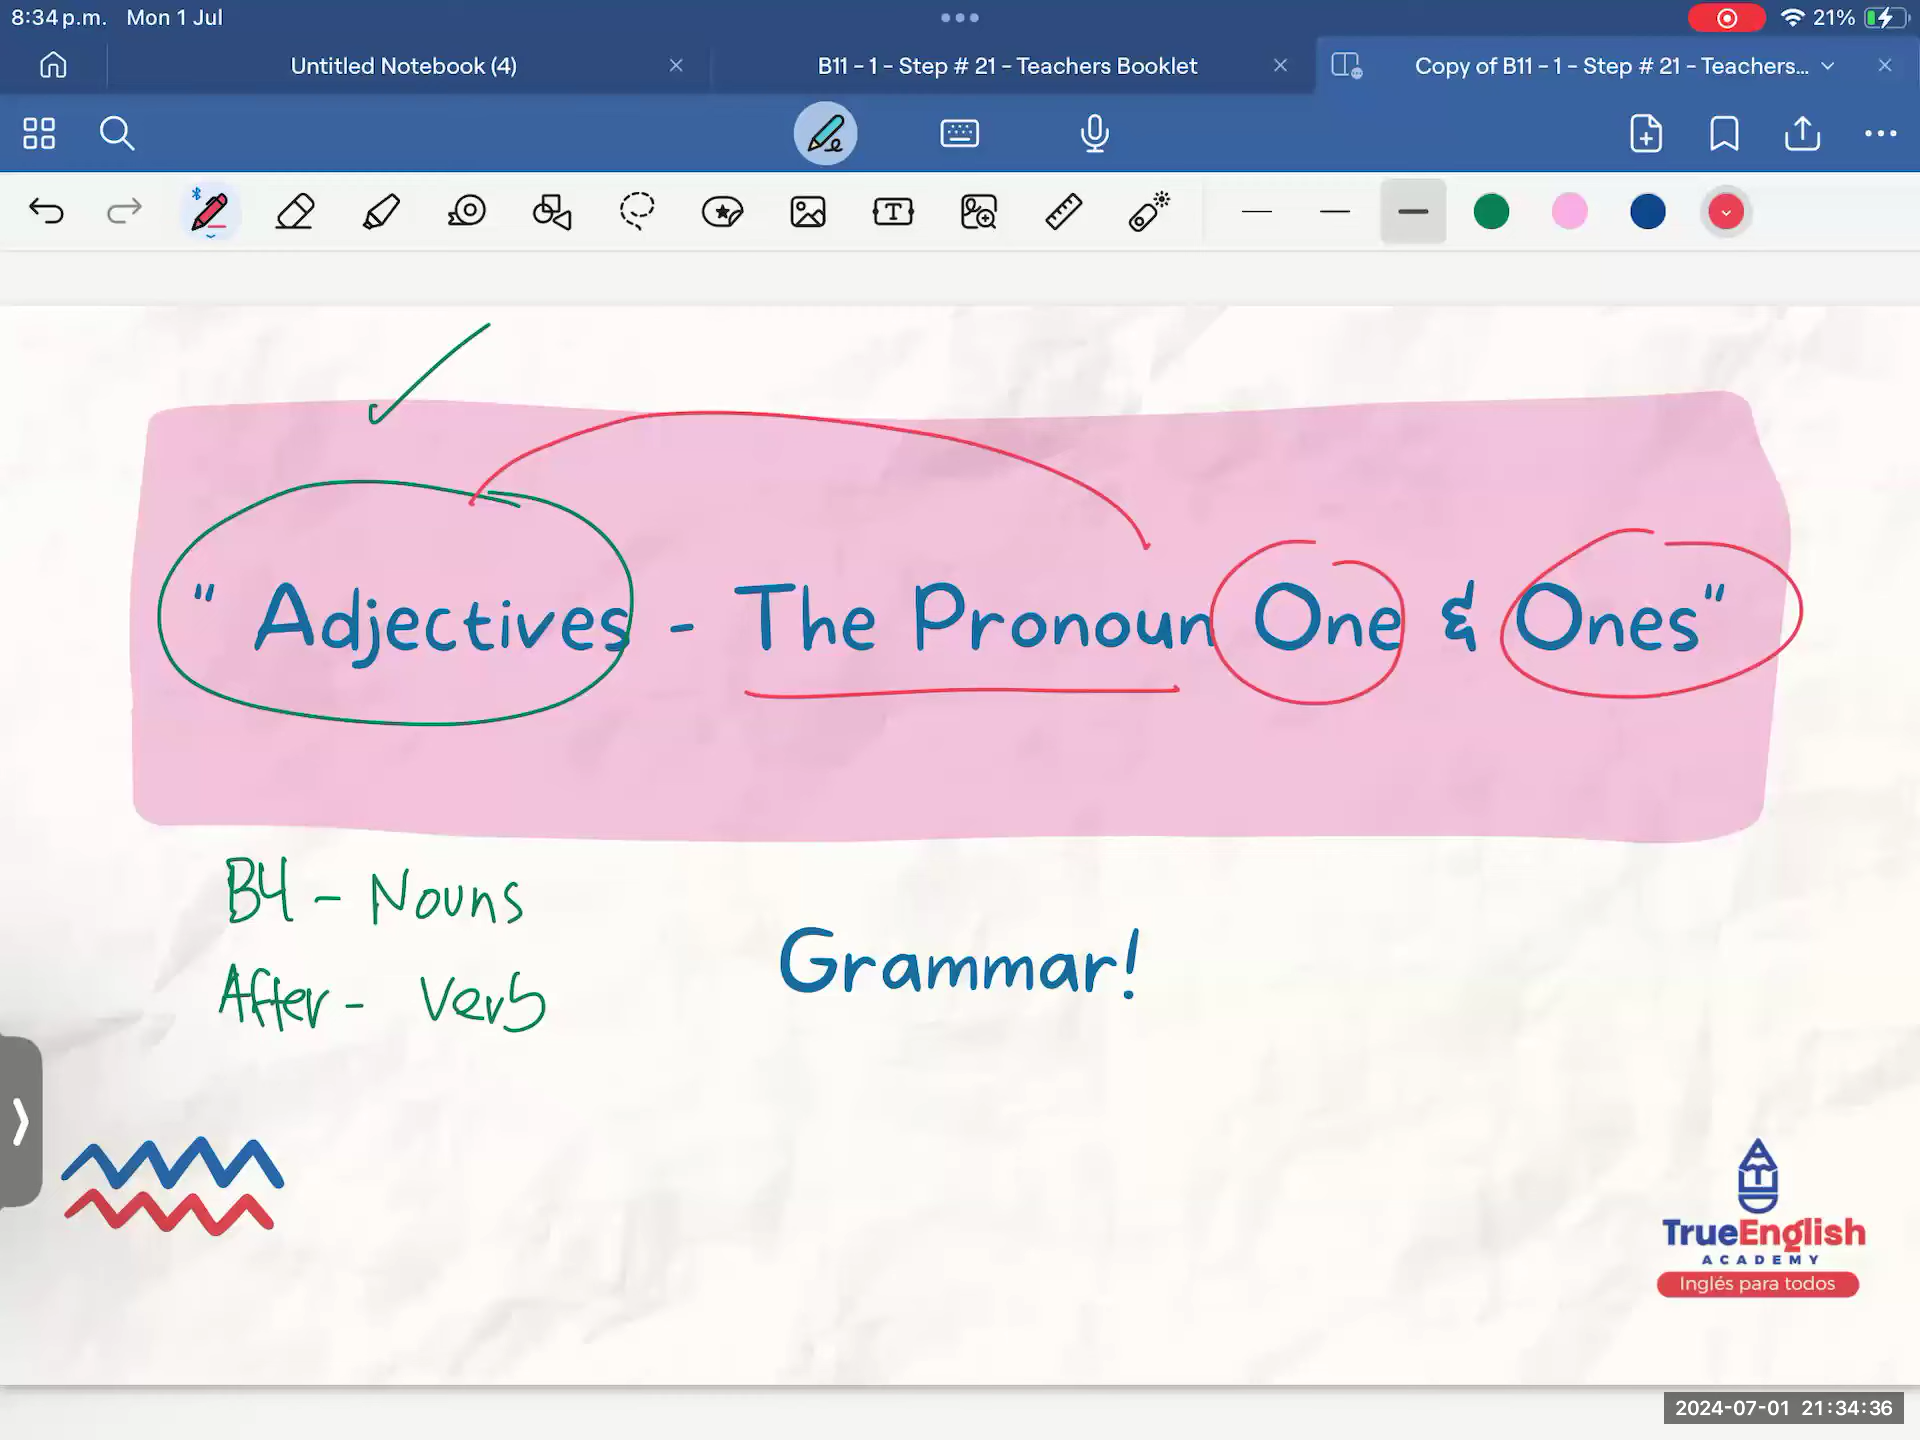 8:34 p.m. Mon 1 Jul
21%
Untitled Notebook (4)
B11 - 1 - Step # 21 - Teachers Booklet
Copy of B11 - 1 - Step # 21 - Teachers...
" Adjectives - The Pronoun One & Ones"
B4 - Nouns
After - Verb
Grammar!
TrueEnglish
ACADEMY
Inglés para todos
2024-07-01 21:34:36